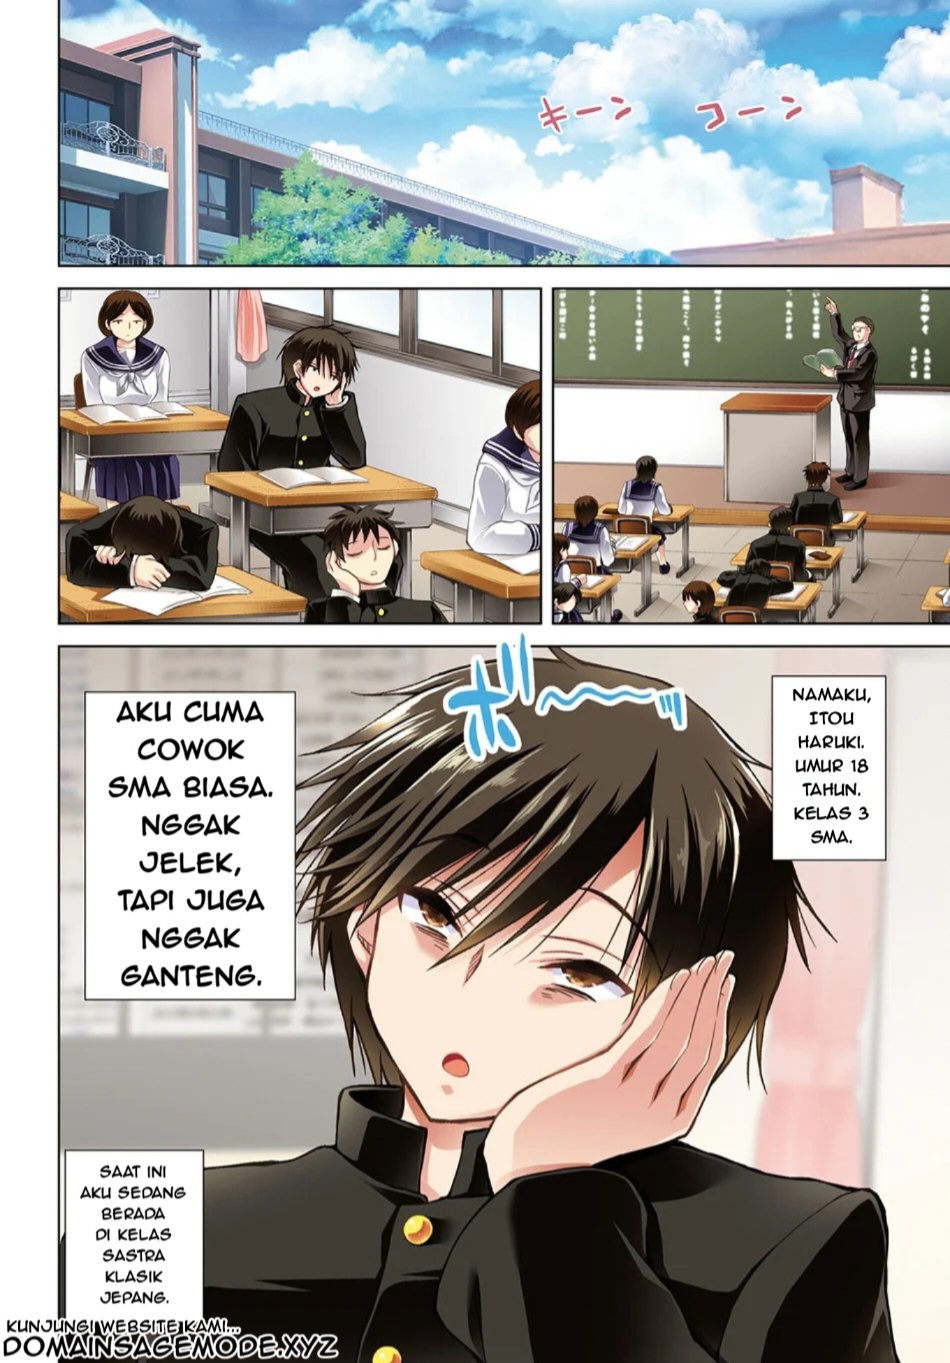 キーン コーン
ボ〜〜ッ
NAMAKU,
ITOU
HARUKI.
UMUR 18
TAHUN.
KELAS 3
SMA.
AKU CUMA
COWOK
SMA BIASA.
NGGAK
JELEK,
TAPI JUGA
NGGAK
GANTENG.
SAAT INI
AKU SEDANG
BERADA
DI KELAS
SASTRA
KLASIK
JEPANG.
KUNJUNGI WEBSITE KAMI...
DOMAINSAGEMODE.XYZ